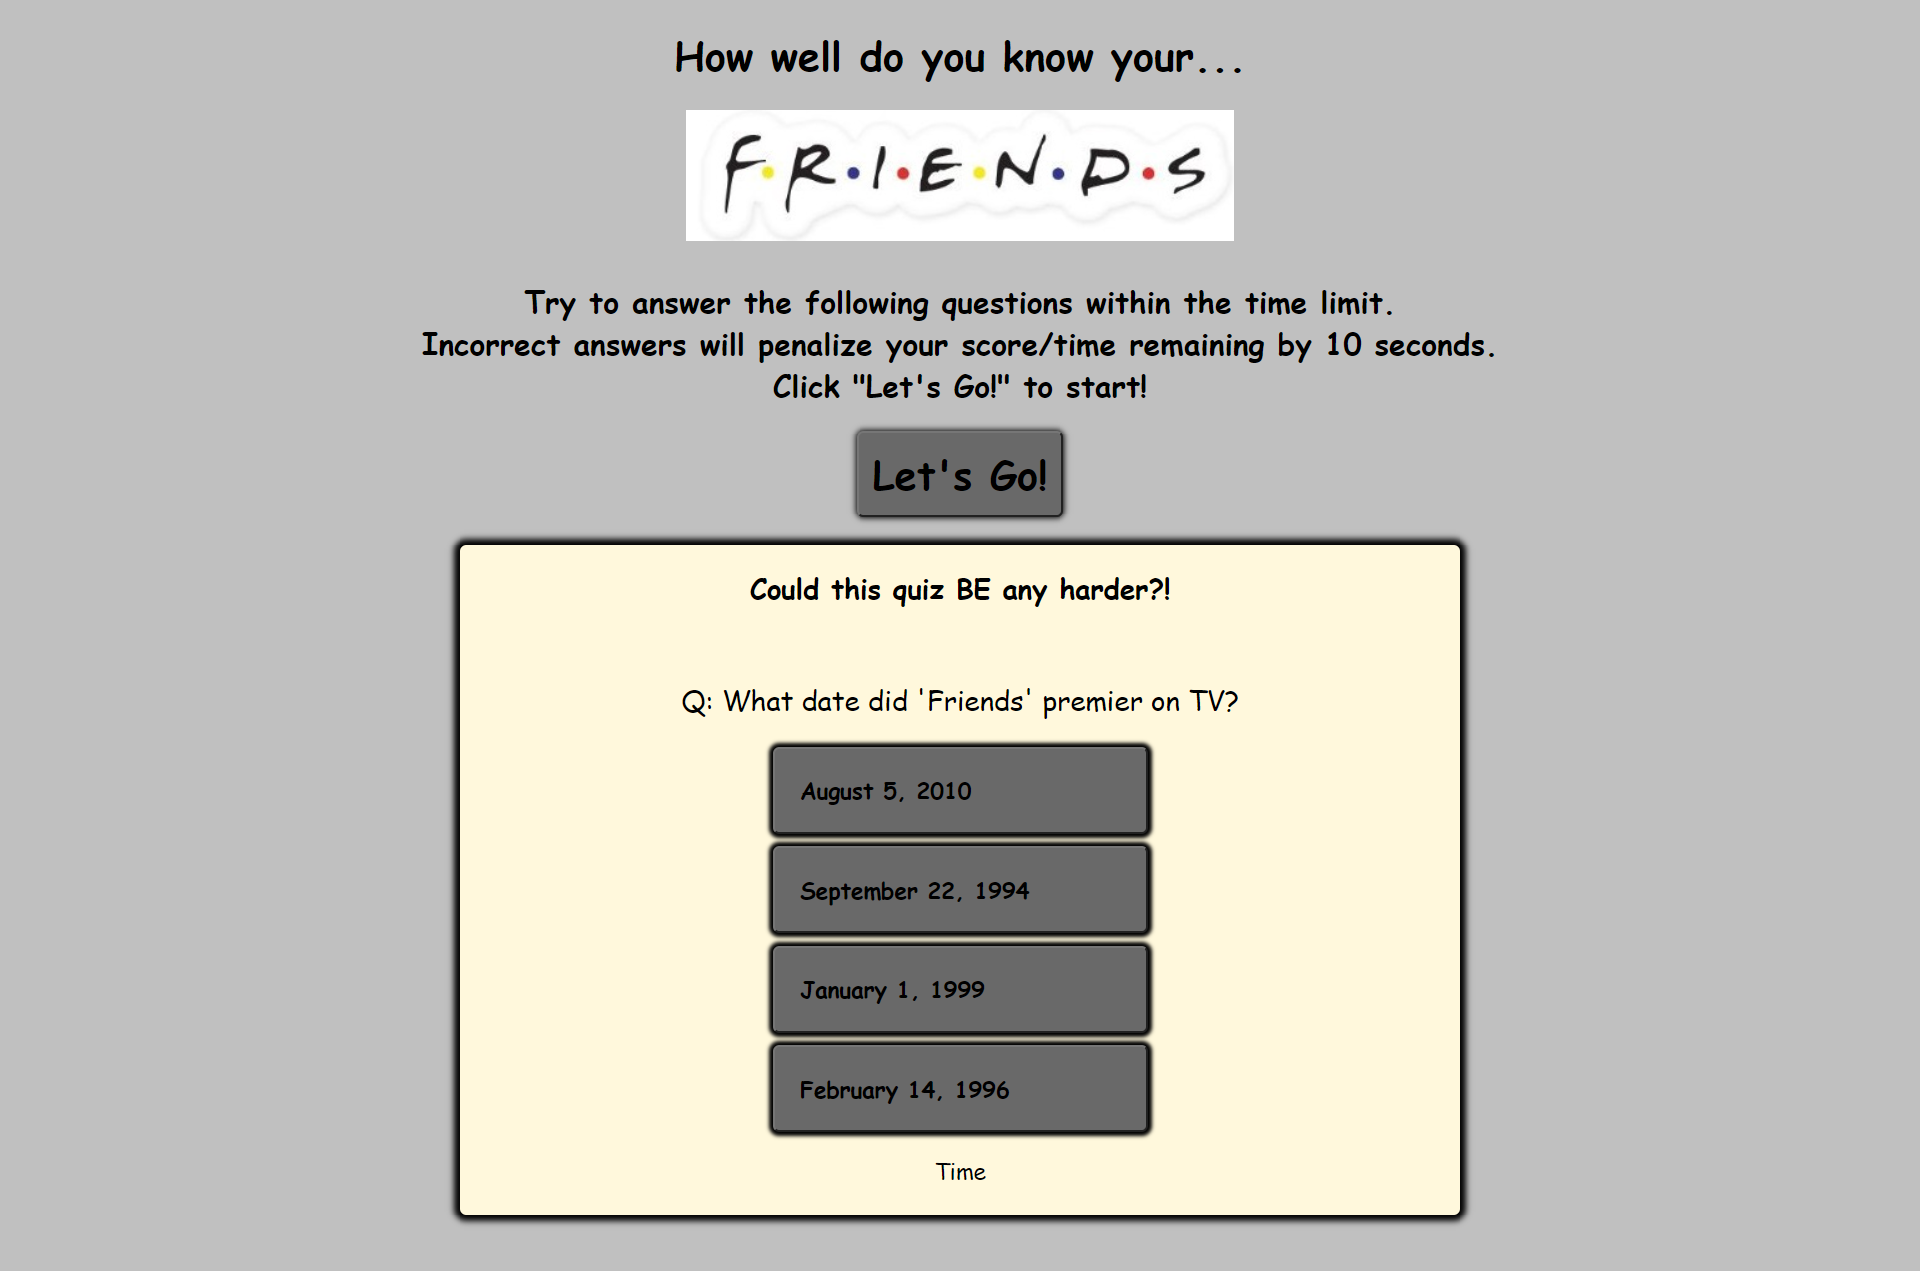 How well do you know your...
F•R•I•E•N•D•S
Try to answer the following questions within the time limit.
Incorrect answers will penalize your score/time remaining by 10 seconds.
Click "Let's Go!" to start!
Let's Go!
Could this quiz BE any harder?!
Q: What date did 'Friends' premier on TV?
August 5, 2010
September 22, 1994
January 1, 1999
February 14, 1996
Time